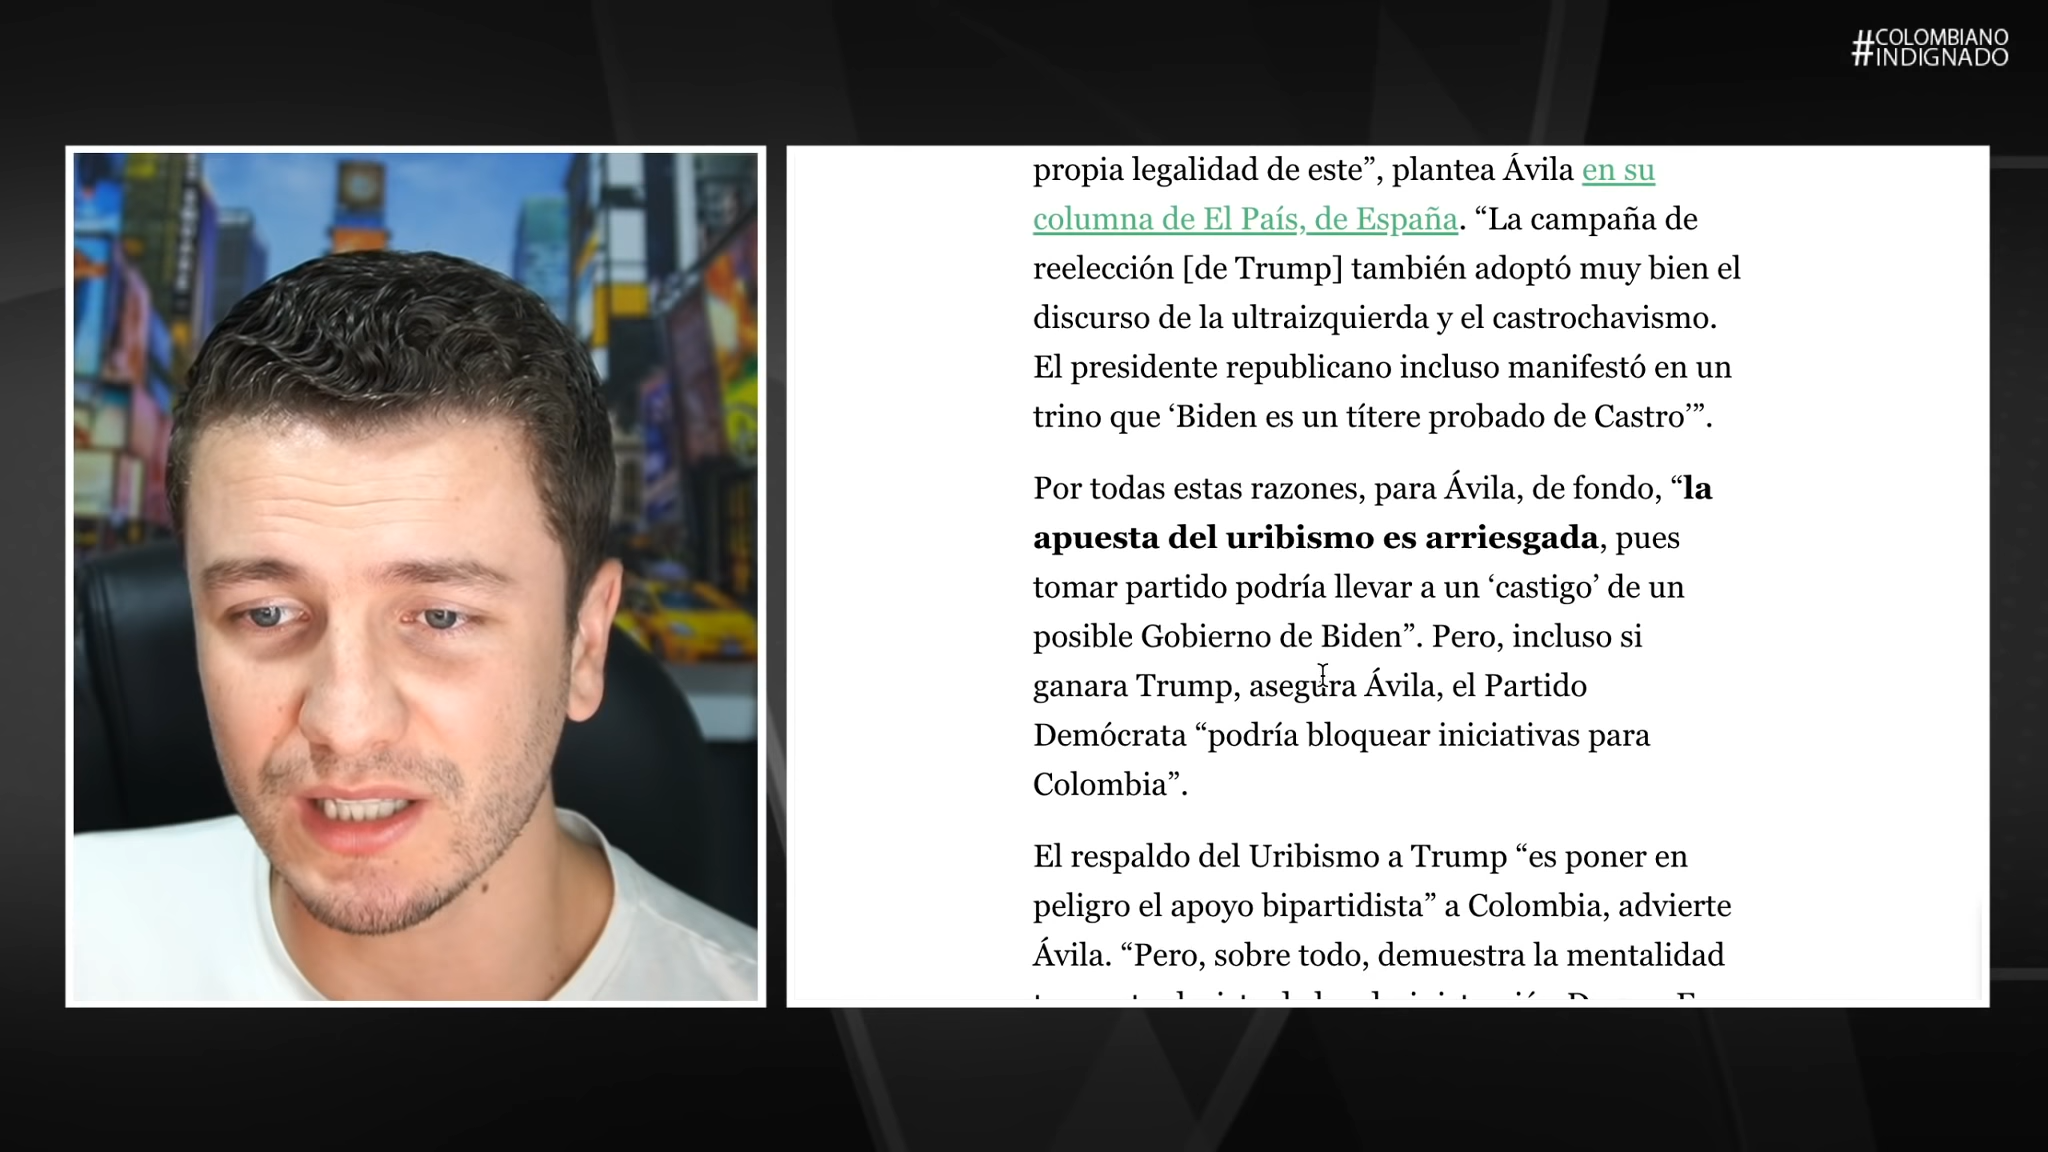 #COLOMBIANO
INDIGNADO
propia legalidad de este”, plantea Ávila en su
columna de El País, de España. “La campaña de
reelección [de Trump] también adoptó muy bien el
discurso de la ultraizquierda y el castrochavismo.
El presidente republicano incluso manifestó en un
trino que ‘Biden es un títere probado de Castro’”.
Por todas estas razones, para Ávila, de fondo, “la
apuesta del uribismo es arriesgada, pues
tomar partido podría llevar a un ‘castigo’ de un
posible Gobierno de Biden”. Pero, incluso si
ganara Trump, asegura Ávila, el Partido
Demócrata “podría bloquear iniciativas para
Colombia”.
El respaldo del Uribismo a Trump “es poner en
peligro el apoyo bipartidista” a Colombia, advierte
Ávila. “Pero, sobre todo, demuestra la mentalidad